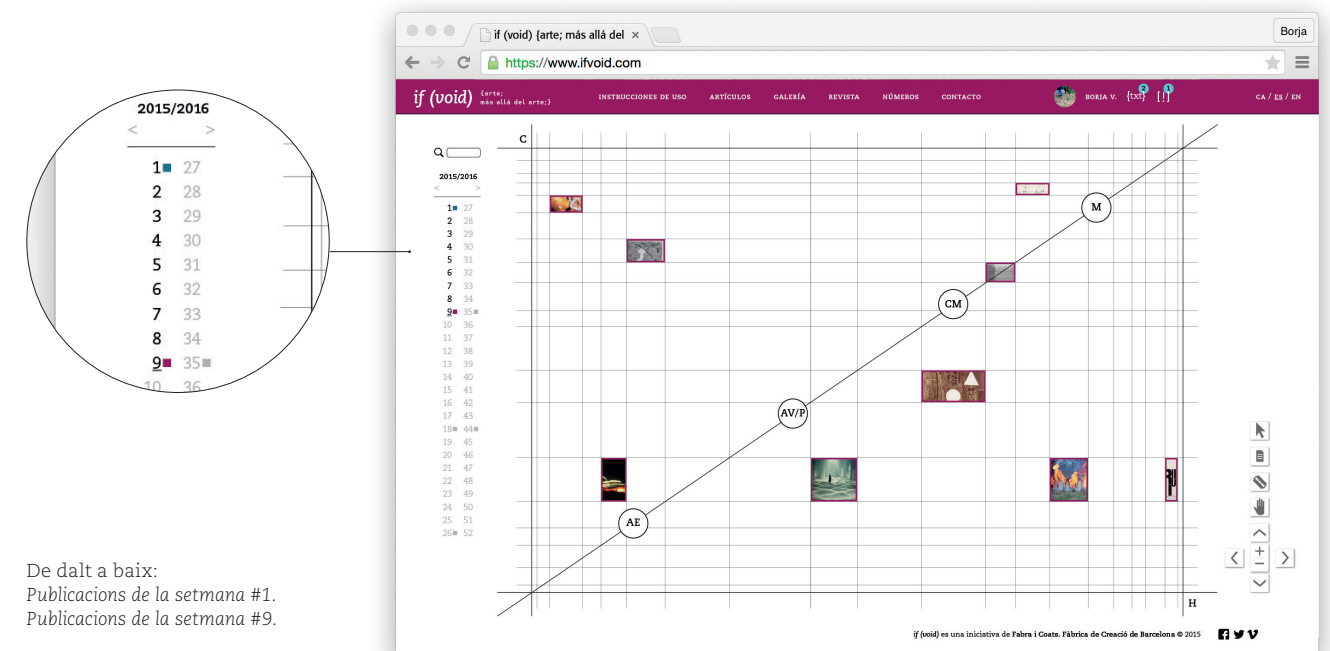 2015/2016
< >
1 27
2 28
3 29
4 30
5 31
6 32
7 33
8 34
9 35
10 36
De dalt a baix:
Publicacions de la setmana #1.
Publicacions de la setmana #9.
if (void) {arte; más allá del ×
Borja
https://www.ifvoid.com
if (void)
{arte;
más allá del arte;}
INSTRUCCIONES DE USO ARTÍCULOS GALERÍA REVISTA NÚMEROS CONTACTO
BORJA V. {txt} 2 [!] 1
CA / ES / EN
2015/2016
< >
1 27
2 28
3 29
4 30
5 31
6 32
7 33
8 34
9 35
10 36
11 37
12 38
13 39
14 40
15 41
16 42
17 43
18 44
19 45
20 46
21 47
22 48
23 49
24 50
25 51
26 52
C
M
CM
AV/P
AE
H
+
−
if (void) es una iniciativa de Fabra i Coats. Fàbrica de Creació de Barcelona © 2015